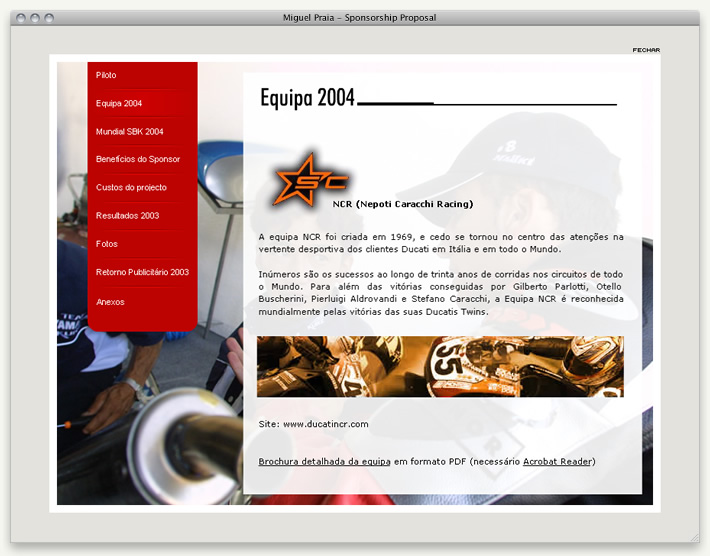 Miguel Praia – Sponsorship Proposal
FECHAR
Piloto
Equipa 2004
Mundial SBK 2004
Benefícios do Sponsor
Custos do projecto
Resultados 2003
Fotos
Retorno Publicitário 2003
Anexos
Equipa 2004
SC
NCR (Nepoti Caracchi Racing)
A equipa NCR foi criada em 1969, e cedo se tornou no centro das atenções na
vertente desportiva dos clientes Ducati em Itália e em todo o Mundo.
Inúmeros são os sucessos ao longo de trinta anos de corridas nos circuitos de todo
o Mundo. Para além das vitórias conseguidas por Gilberto Parlotti, Otello
Buscherini, Pierluigi Aldrovandi e Stefano Caracchi, a Equipa NCR é reconhecida
mundialmente pelas vitórias das suas Ducatis Twins.
55
Site: www.ducatincr.com
Brochura detalhada da equipa em formato PDF (necessário Acrobat Reader)